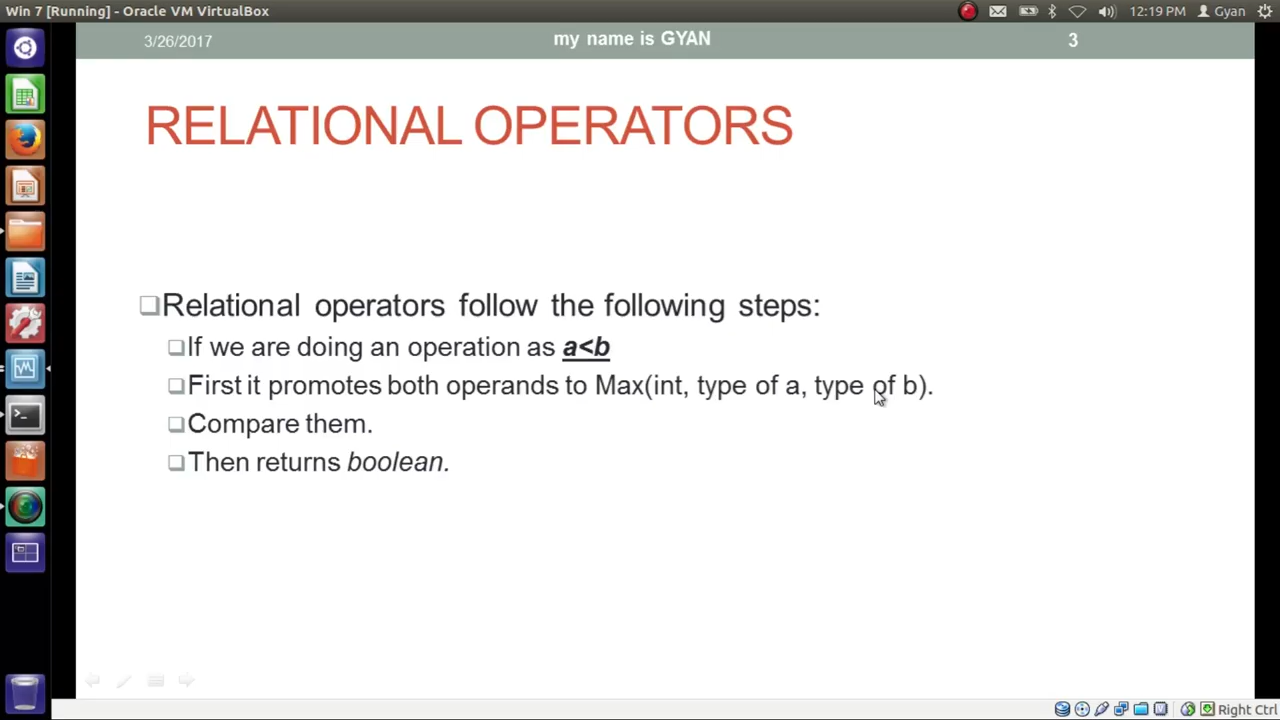 Win 7 [Running] - Oracle VM VirtualBox
12:19 PM Gyan
3/26/2017
my name is GYAN
3
RELATIONAL OPERATORS
Relational operators follow the following steps:
If we are doing an operation as a<b
First it promotes both operands to Max(int, type of a, type of b).
Compare them.
Then returns boolean.
Right Ctrl